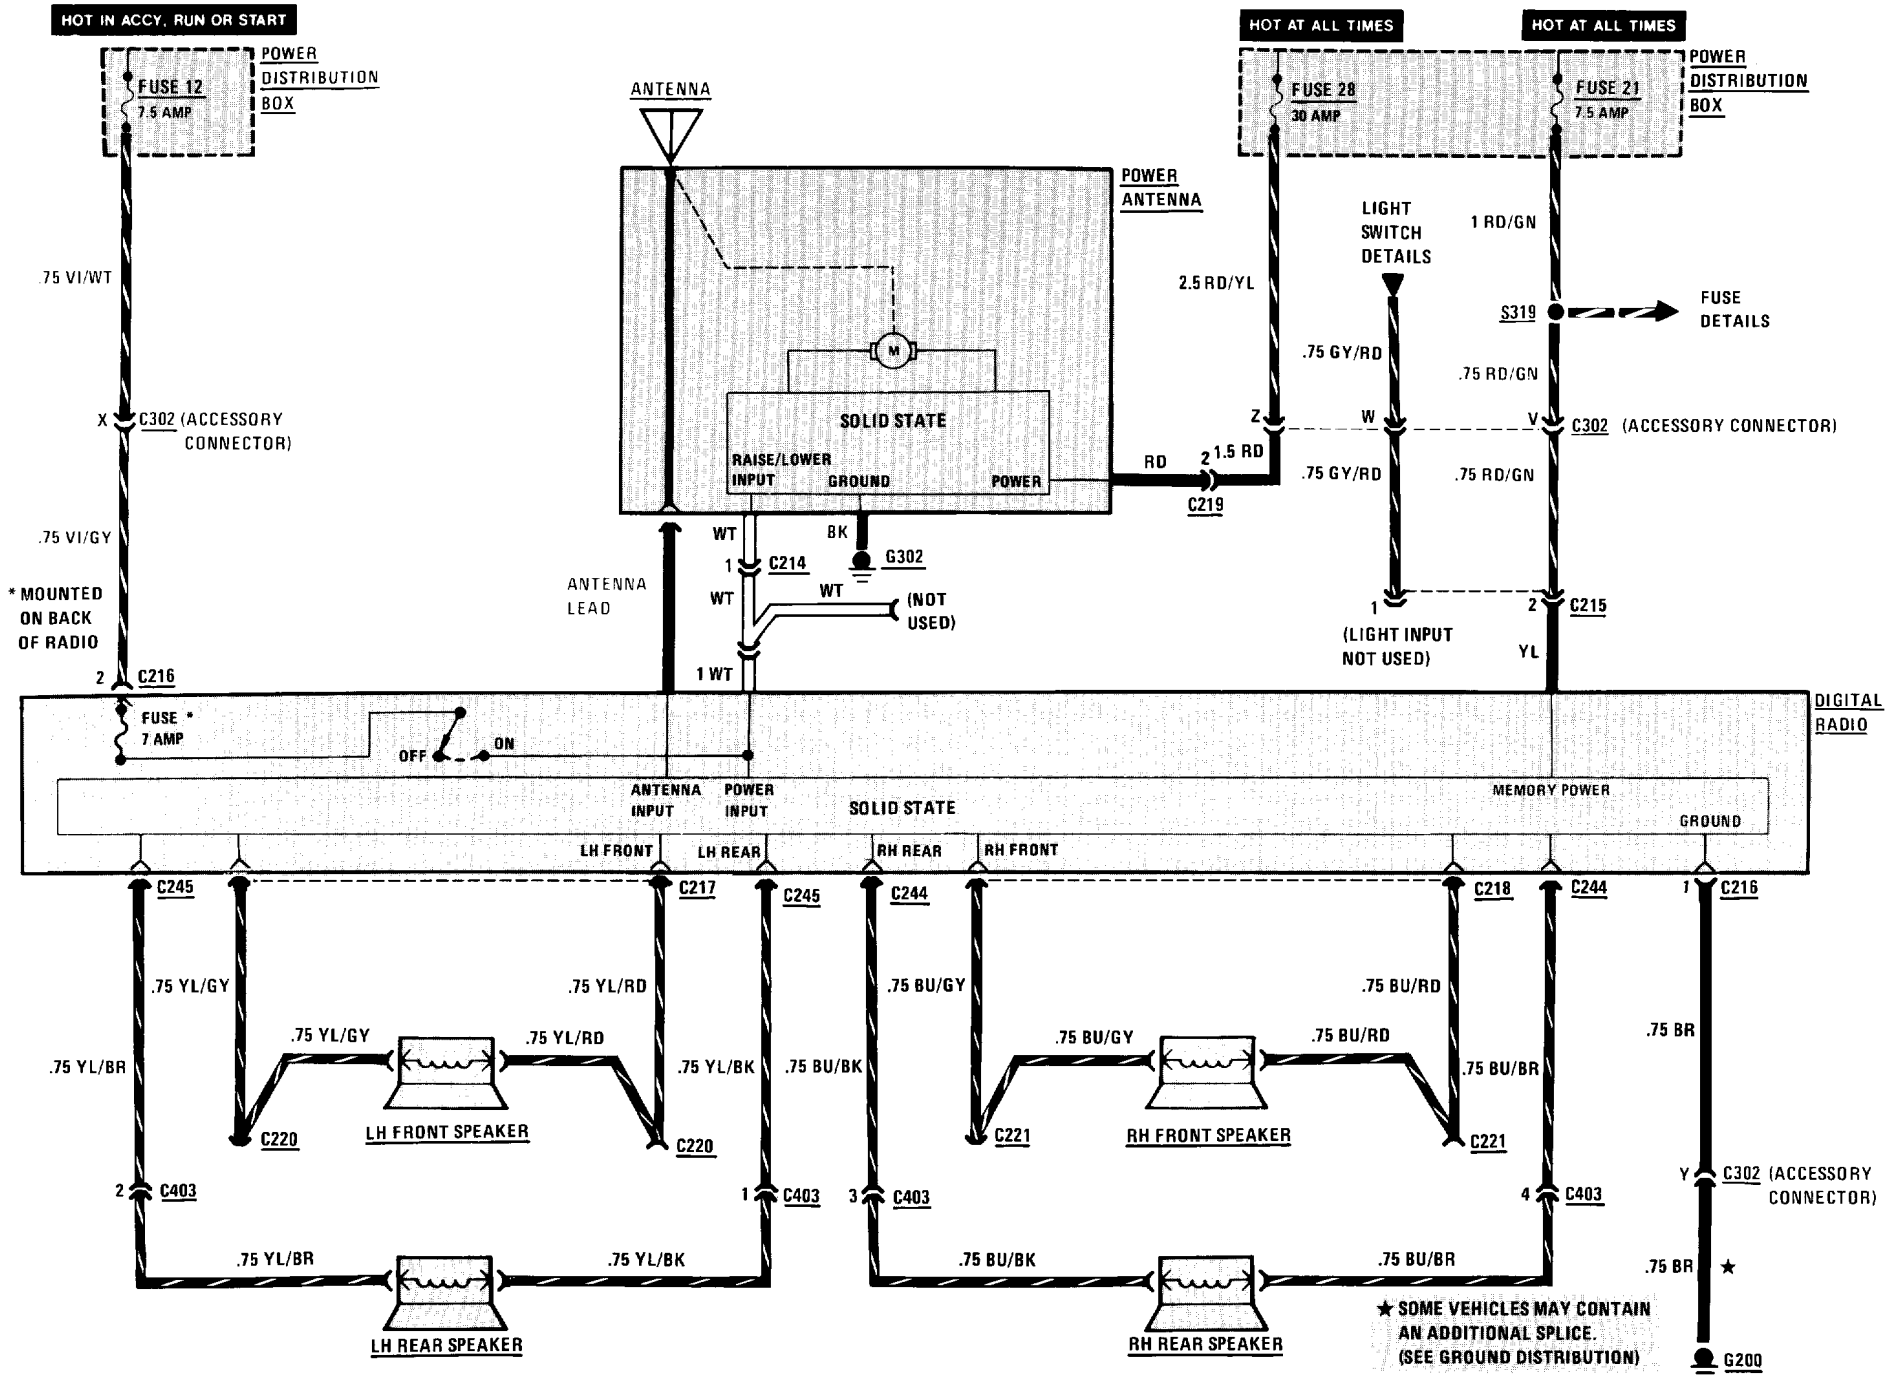 HOT IN ACCY, RUN OR START
HOT AT ALL TIMES
HOT AT ALL TIMES
POWER
DISTRIBUTION
BOX
FUSE 12
7.5 AMP
ANTENNA
FUSE 28
30 AMP
FUSE 21
7.5 AMP
POWER
DISTRIBUTION
BOX
POWER
ANTENNA
LIGHT
SWITCH
DETAILS
1 RD/GN
.75 VI/WT
2.5 RD/YL
S319
FUSE
DETAILS
M
.75 GY/RD
.75 RD/GN
X
C302 (ACCESSORY
CONNECTOR)
SOLID STATE
RAISE/LOWER
INPUT
GROUND
POWER
Z
W
V
C302 (ACCESSORY CONNECTOR)
RD
2
1.5 RD
C219
.75 GY/RD
.75 RD/GN
.75 VI/GY
WT
BK
1
C214
G302
ANTENNA
LEAD
WT
WT
(NOT
USED)
* MOUNTED
ON BACK
OF RADIO
1
2
C215
(LIGHT INPUT
NOT USED)
YL
1 WT
2
C216
DIGITAL
RADIO
FUSE *
7 AMP
OFF
ON
ANTENNA
INPUT
POWER
INPUT
SOLID STATE
MEMORY POWER
GROUND
LH FRONT
LH REAR
RH REAR
RH FRONT
C245
C217
C245
C244
C218
C244
1
C216
.75 YL/GY
.75 YL/RD
.75 BU/GY
.75 BU/RD
.75 YL/GY
.75 YL/RD
.75 BU/GY
.75 BU/RD
.75 BR
.75 YL/BR
.75 YL/BK
.75 BU/BK
.75 BU/BR
C220
LH FRONT SPEAKER
C220
C221
RH FRONT SPEAKER
C221
2
C403
1
C403
3
C403
4
C403
Y
C302 (ACCESSORY
CONNECTOR)
.75 YL/BR
.75 YL/BK
.75 BU/BK
.75 BU/BR
.75 BR ★
LH REAR SPEAKER
RH REAR SPEAKER
★ SOME VEHICLES MAY CONTAIN
AN ADDITIONAL SPLICE.
(SEE GROUND DISTRIBUTION)
G200